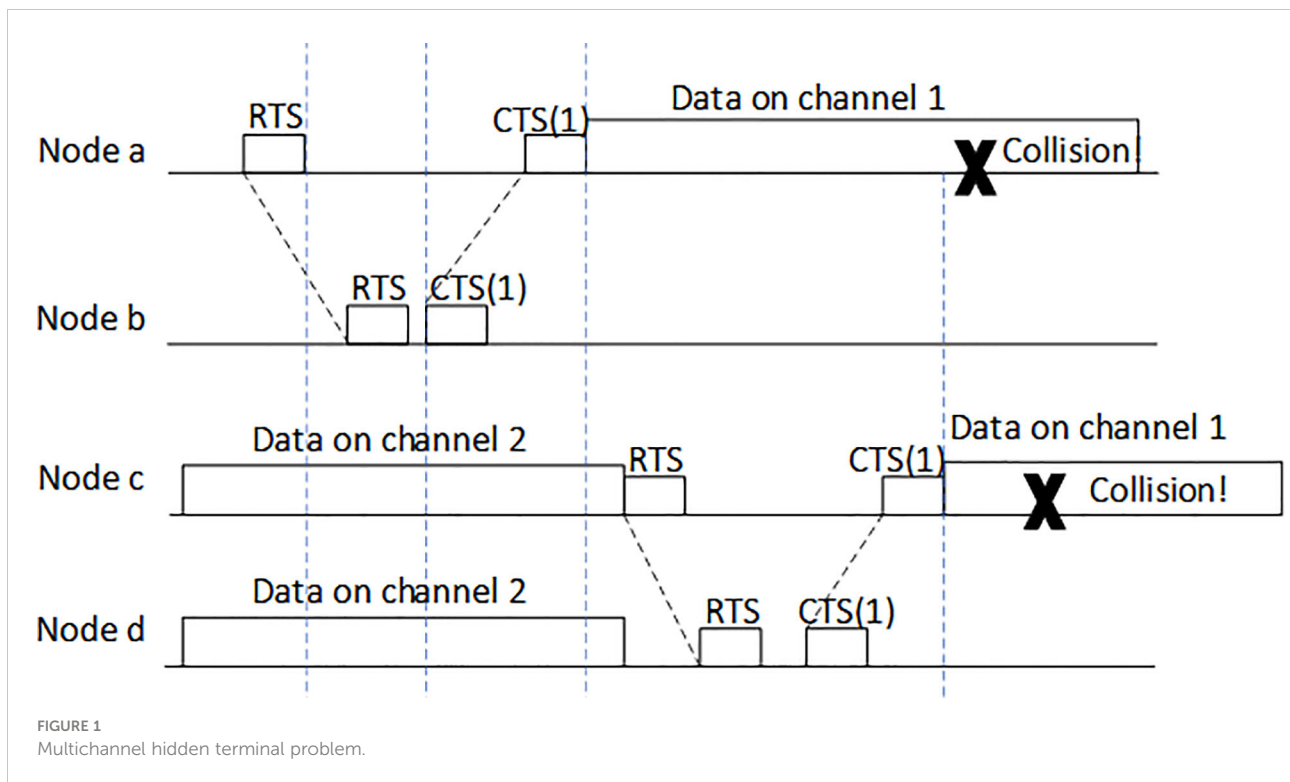 Data on channel 1
RTS
CTS(1)
Node a
Collision!
RTS
CTS(1)
Node b
Data on channel 2
Data on channel 1
RTS
CTS(1)
Node c
Collision!
Data on channel 2
RTS
CTS(1)
Node d
FIGURE 1
Multichannel hidden terminal problem.